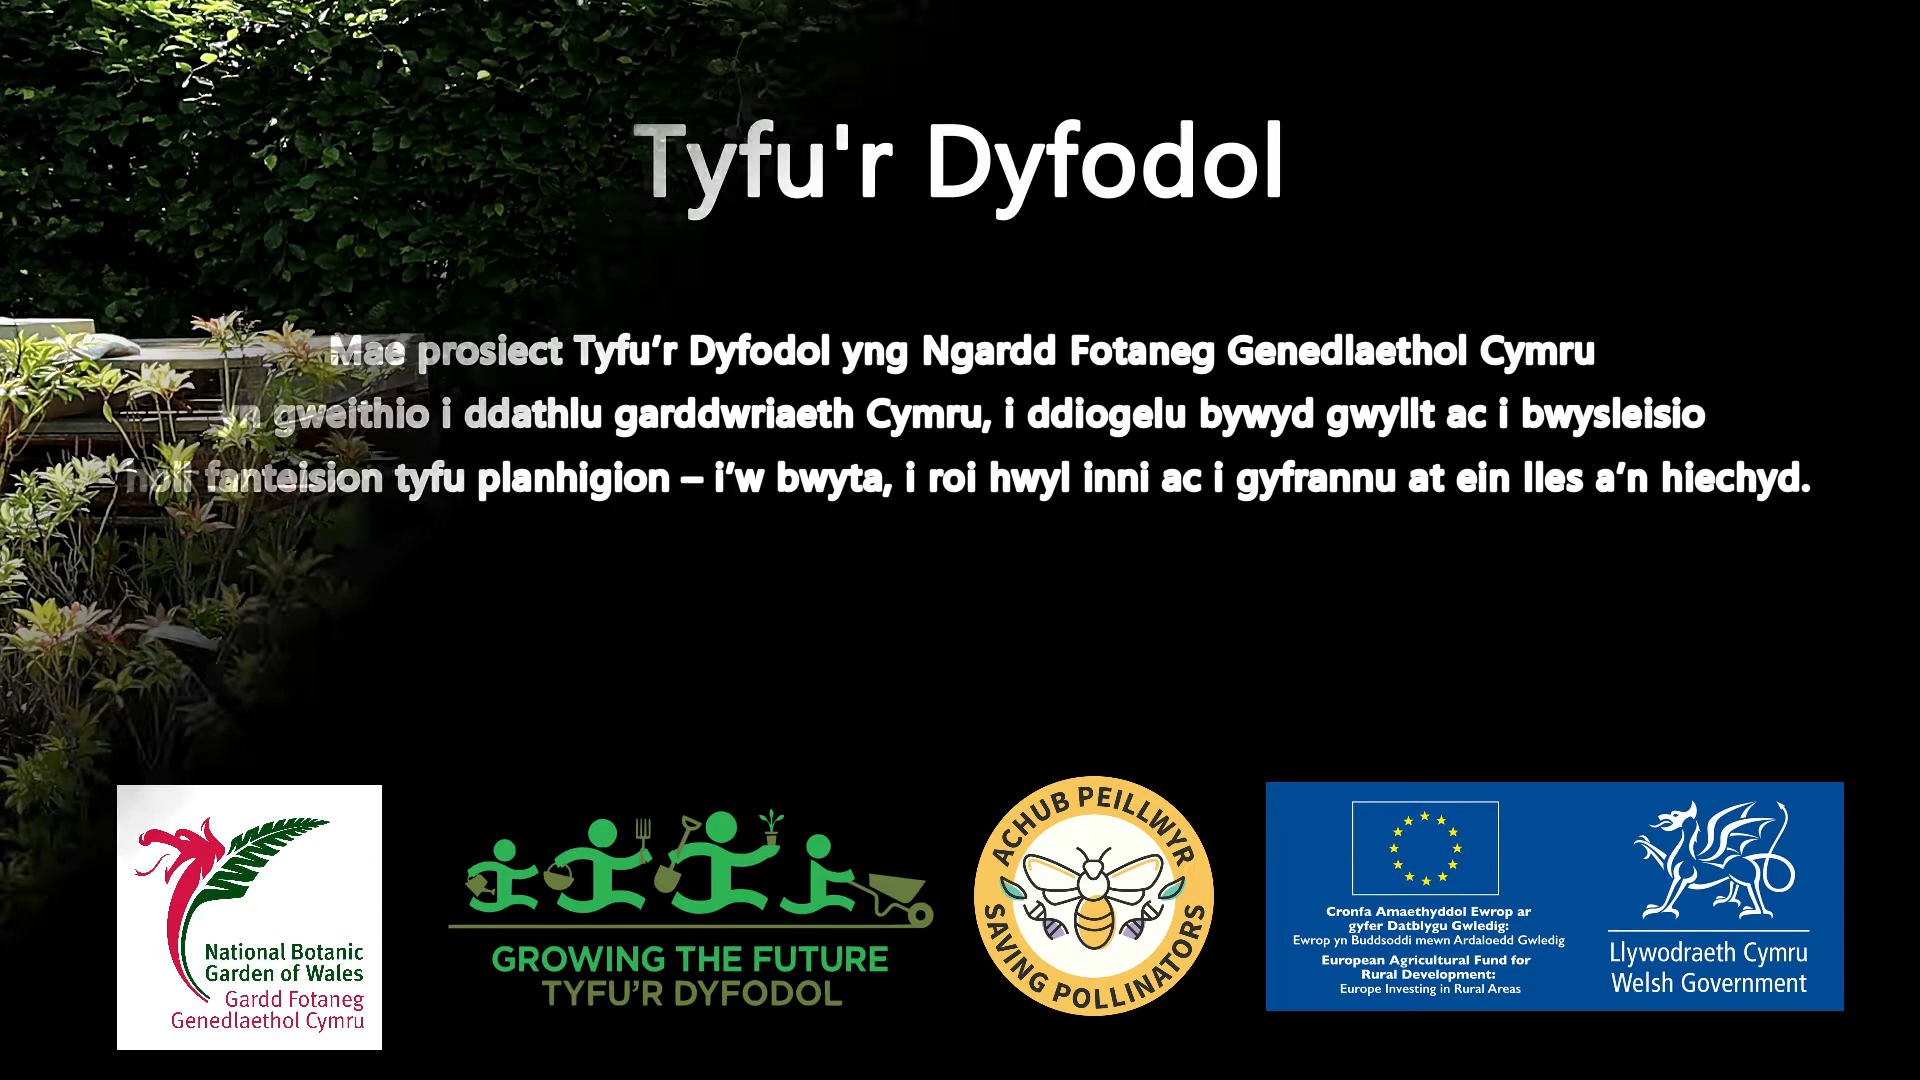 Tyfu'r Dyfodol
Mae prosiect Tyfu’r Dyfodol yng Ngardd Fotaneg Genedlaethol Cymru
yn gweithio i ddathlu garddwriaeth Cymru, i ddiogelu bywyd gwyllt ac i bwysleisio
holl fanteision tyfu planhigion – i’w bwyta, i roi hwyl inni ac i gyfrannu at ein lles a’n hiechyd.
National Botanic
Garden of Wales
Gardd Fotaneg
Genedlaethol Cymru
GROWING THE FUTURE
TYFU’R DYFODOL
ACHUB PEILLWYR
SAVING POLLINATORS
Cronfa Amaethyddol Ewrop ar
gyfer Datblygu Gwledig:
Ewrop yn Buddsoddi mewn Ardaloedd Gwledig
European Agricultural Fund for
Rural Development:
Europe Investing in Rural Areas
Llywodraeth Cymru
Welsh Government